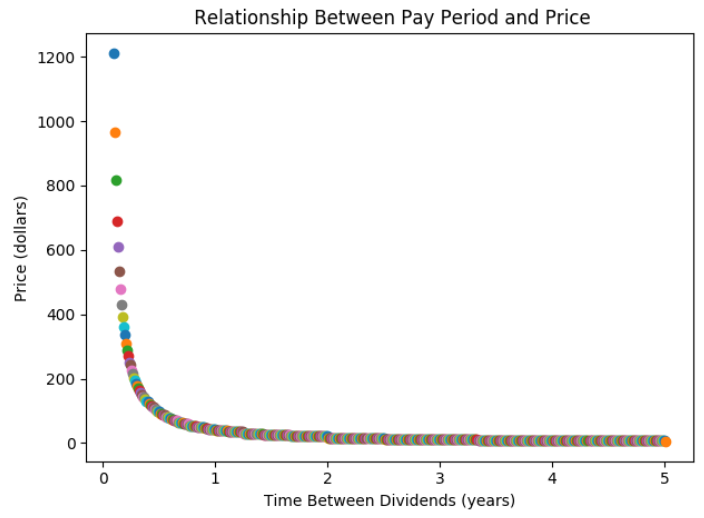 Relationship Between Pay Period and Price
1200
1000
800
600
400
200
0
Price (dollars)
0 1 2 3 4 5
Time Between Dividends (years)